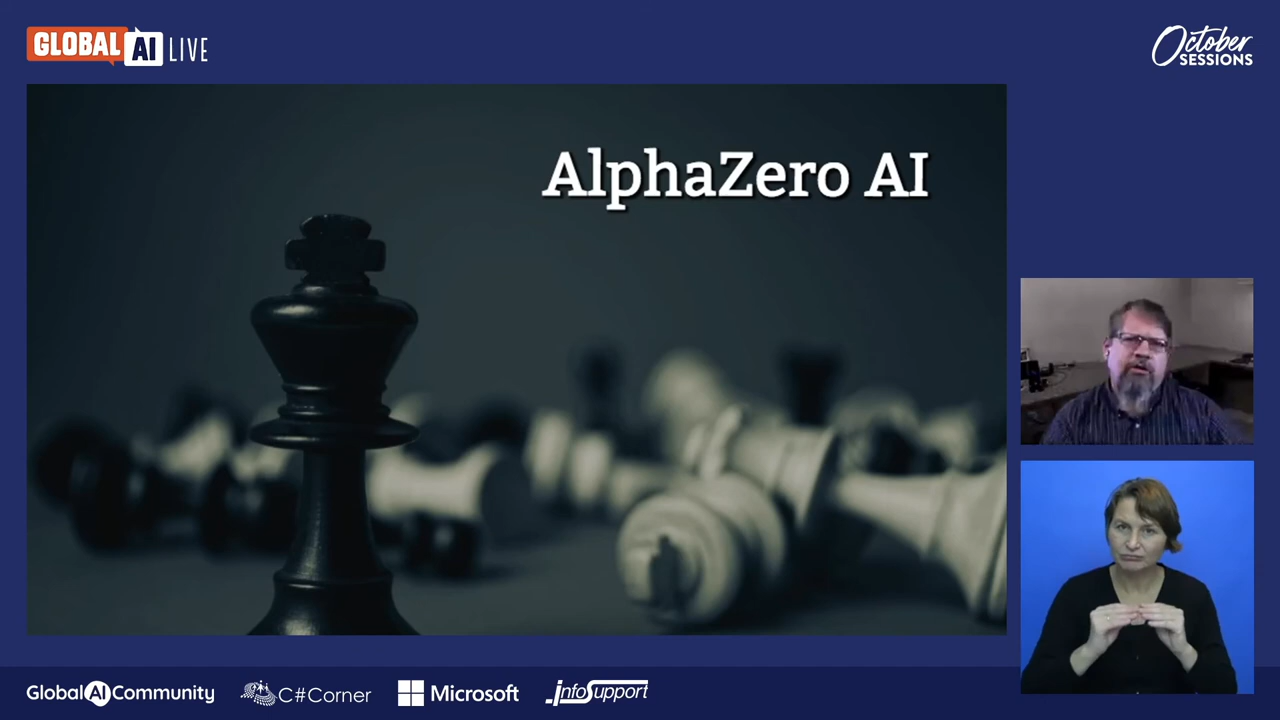 GLOBAL AI LIVE
October
SESSIONS
AlphaZero AI
Global AI Community
C#Corner
Microsoft
InfoSupport